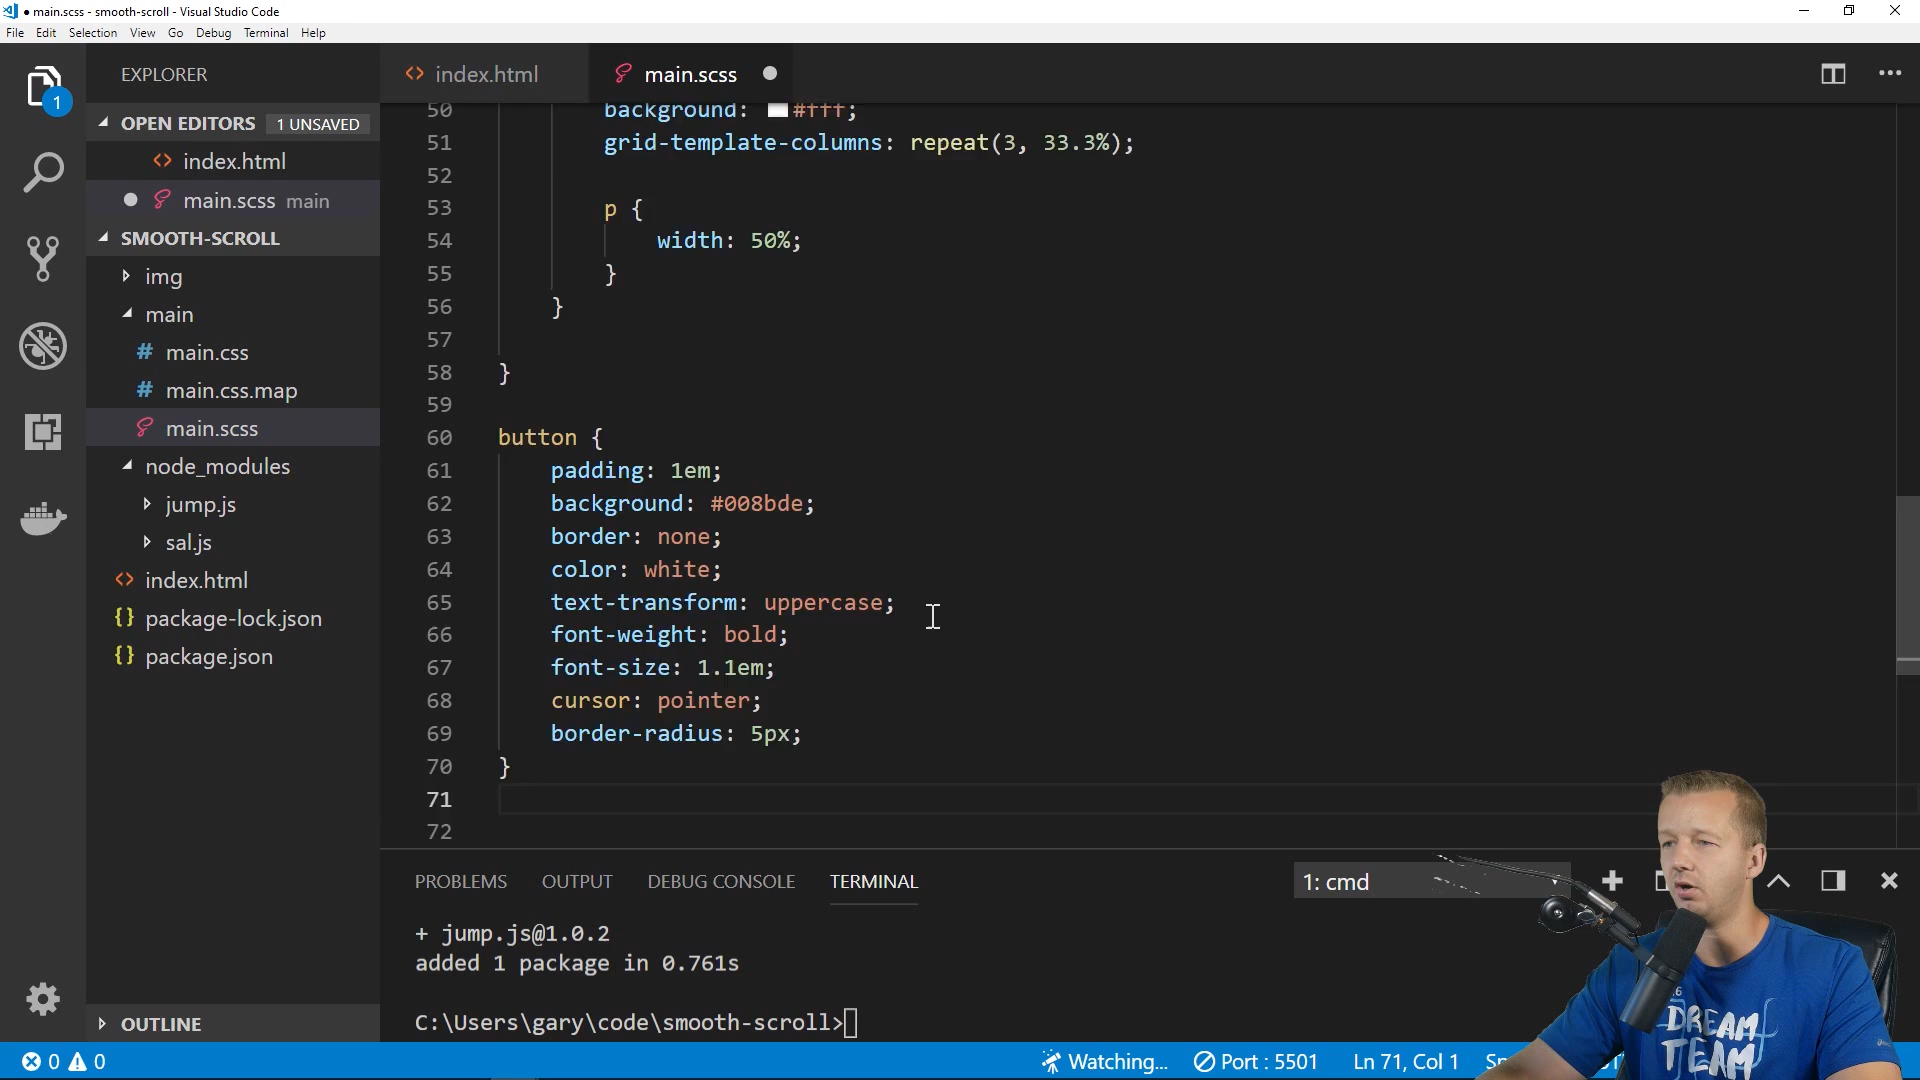 ● main.scss - smooth-scroll - Visual Studio Code
File Edit Selection View Go Debug Terminal Help
EXPLORER
1
OPEN EDITORS 1 UNSAVED
index.html
main.scss main
SMOOTH-SCROLL
img
main
main.css
main.css.map
main.scss
node_modules
jump.js
sal.js
index.html
package-lock.json
package.json
OUTLINE
index.html main.scss
50 background: #fff;
51 grid-template-columns: repeat(3, 33.3%);
52
53 p {
54 width: 50%;
55 }
56 }
57
58 }
59
60 button {
61 padding: 1em;
62 background: #008bde;
63 border: none;
64 color: white;
65 text-transform: uppercase;
66 font-weight: bold;
67 font-size: 1.1em;
68 cursor: pointer;
69 border-radius: 5px;
70 }
71
72
PROBLEMS OUTPUT DEBUG CONSOLE TERMINAL 1: cmd
+ jump.js@1.0.2
added 1 package in 0.761s
C:\Users\gary\code\smooth-scroll>
DREAM
TEAM
0 0 Watching... Port : 5501 Ln 71, Col 1